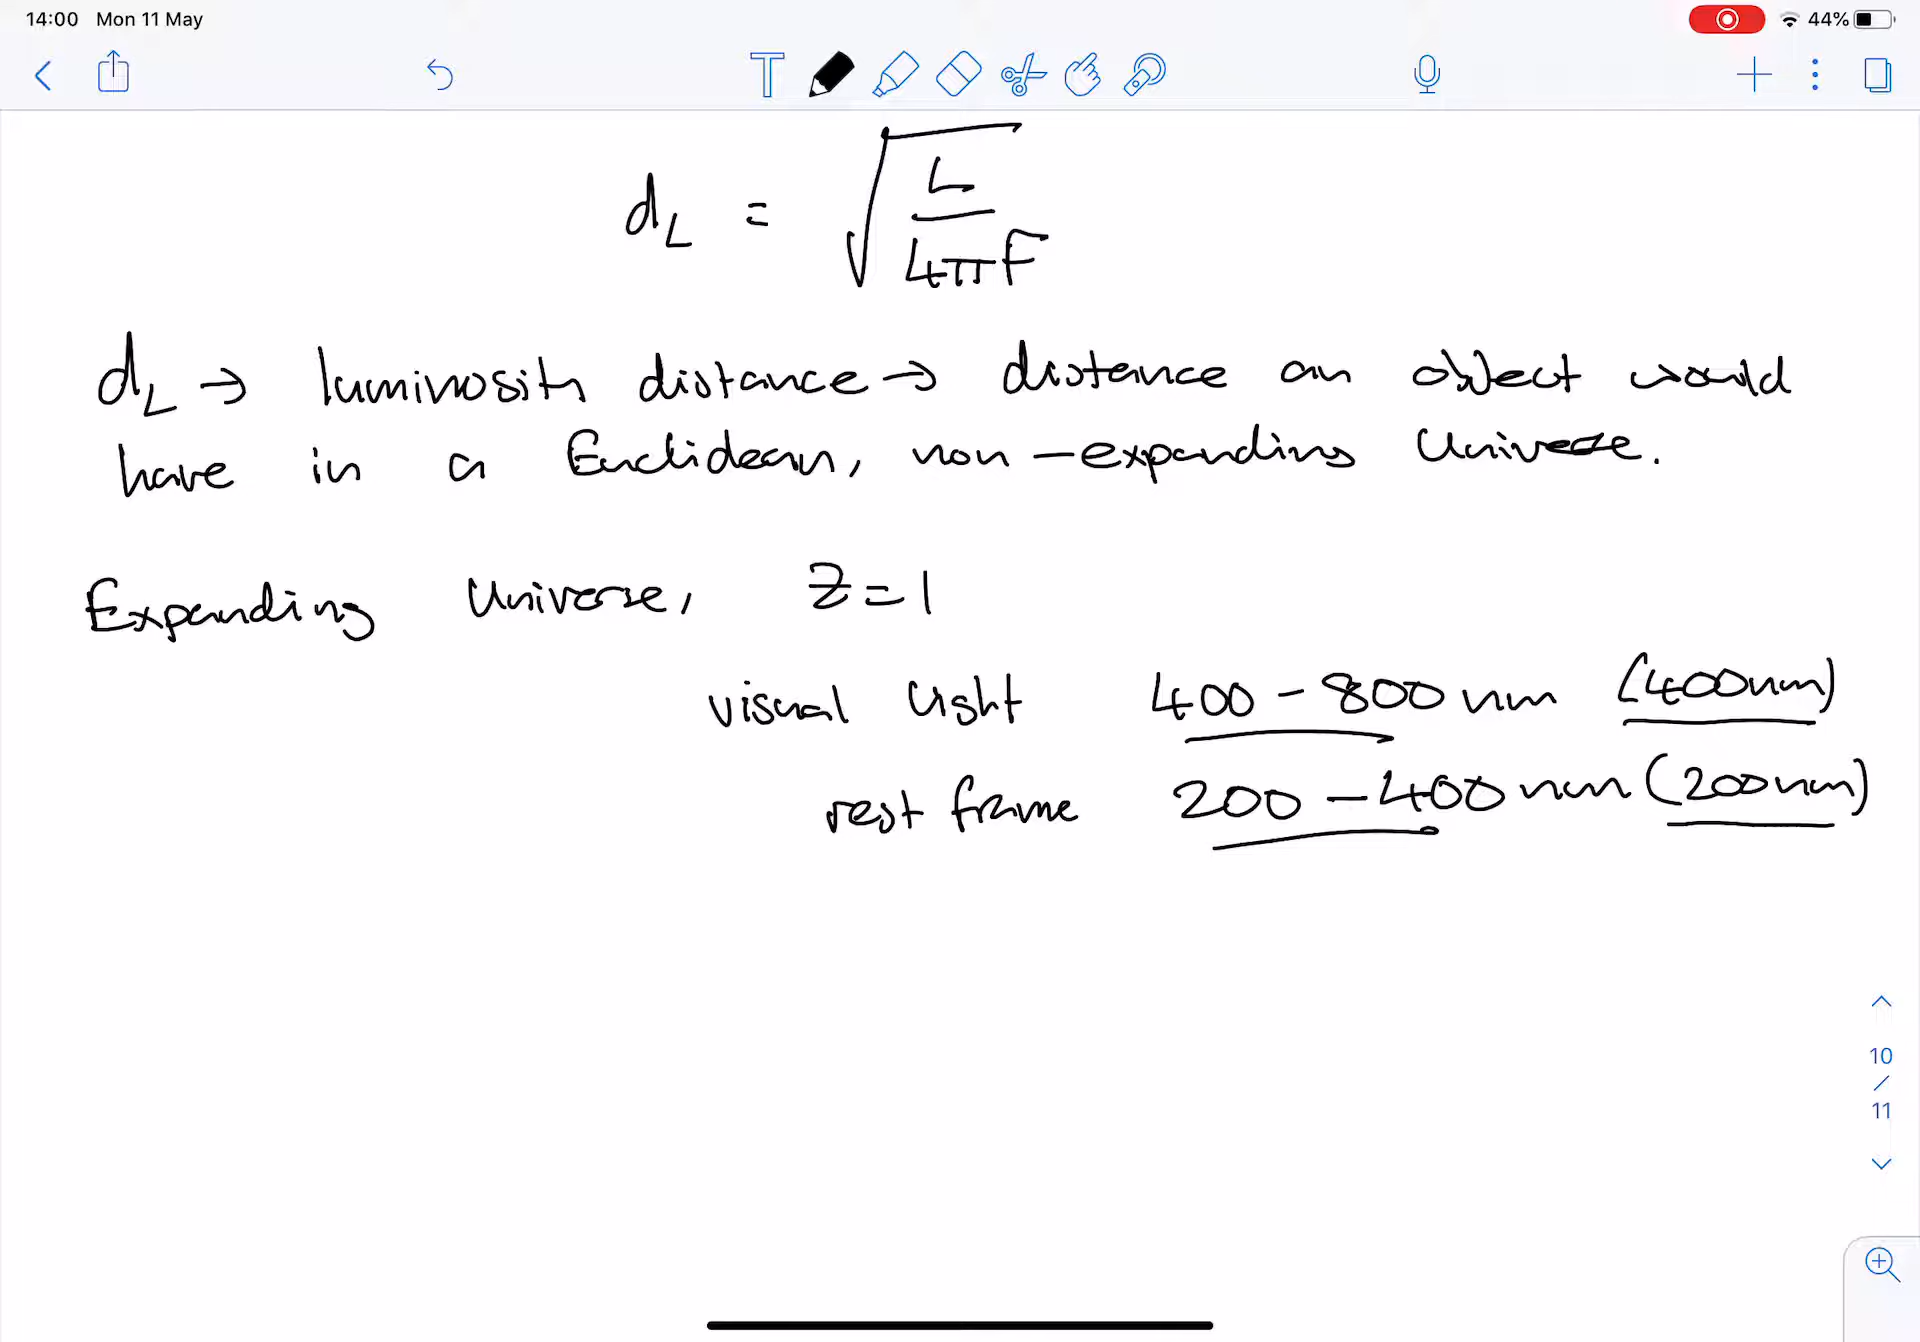 14:00 Mon 11 May 44%
T
d_L = √(L / 4πF)
d_L → luminosity distance → distance an object would
have in a Euclidean, non-expanding Universe.
Expanding Universe, z=1
visual light 400-800 nm (400nm)
rest frame 200-400 nm (200nm)
10
/
11